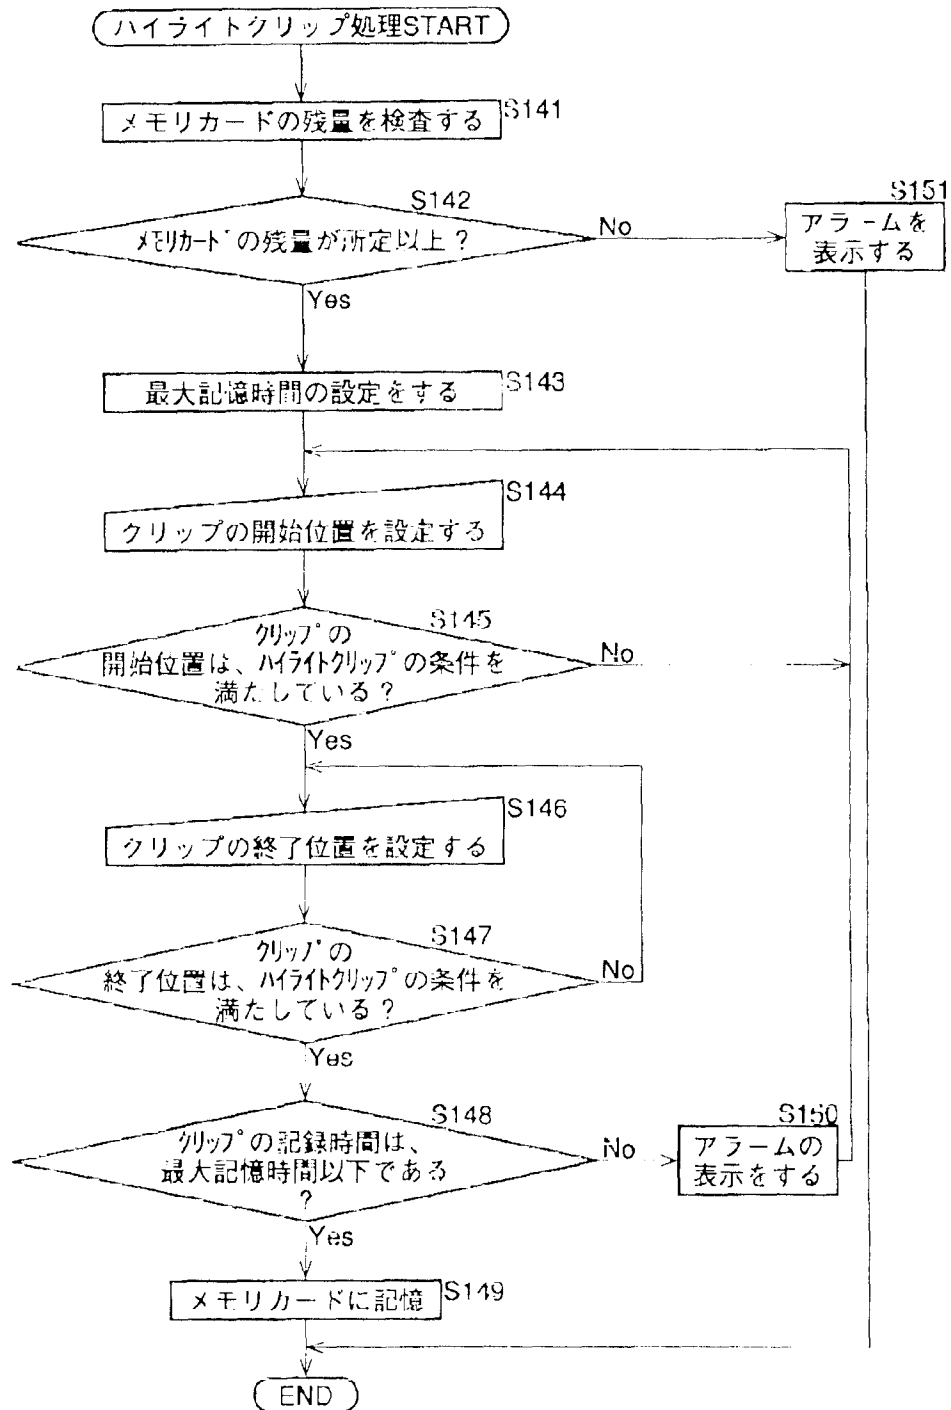 ハイライトクリップ処理START
メモリカードの残量を検査する
S141
S142
メモリカードの残量が所定以上？
No
S151
アラームを
表示する
Yes
最大記憶時間の設定をする
S143
S144
クリップの開始位置を設定する
S145
クリップの
開始位置は、ハイライトクリップの条件を
満たしている？
No
Yes
S146
クリップの終了位置を設定する
S147
クリップの
終了位置は、ハイライトクリップの条件を
満たしている？
No
Yes
S148
クリップの記録時間は、
最大記憶時間以下である
？
No
S150
アラームの
表示をする
Yes
メモリカードに記憶
S149
END